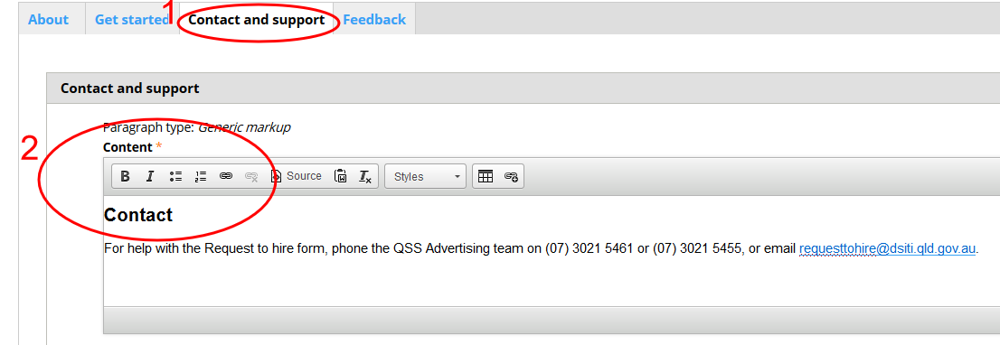 1
About Get started Contact and support Feedback
Contact and support
2
Paragraph type: Generic markup
Content *
B I Source Styles
Contact
For help with the Request to hire form, phone the QSS Advertising team on (07) 3021 5461 or (07) 3021 5455, or email requesttohire@dsiti.qld.gov.au.